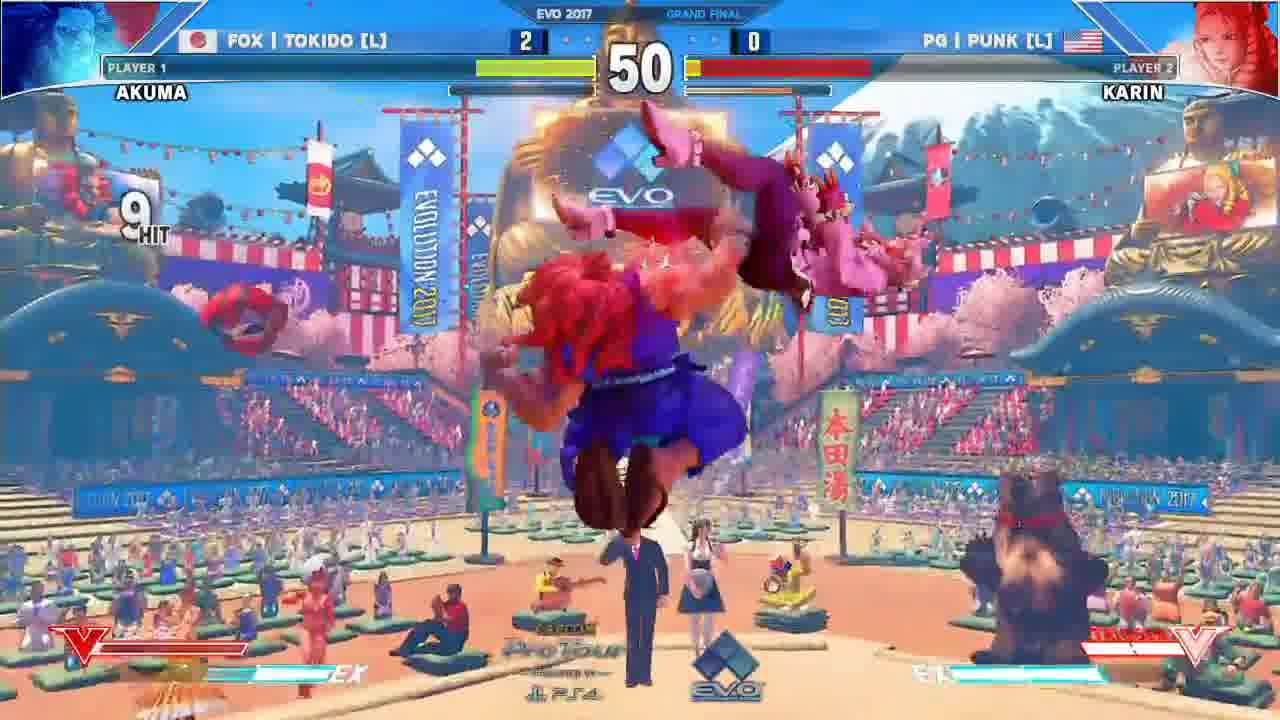 EVO 2017
GRAND FINAL
FOX | TOKIDO [L]
2
50
0
PG | PUNK [L]
PLAYER 1
PLAYER 2
AKUMA
KARIN
EVO
EVOLUTION 2017
9
HIT
本田湯
CAPCOM
Pro Tour
PS4
EVO
EX
EX